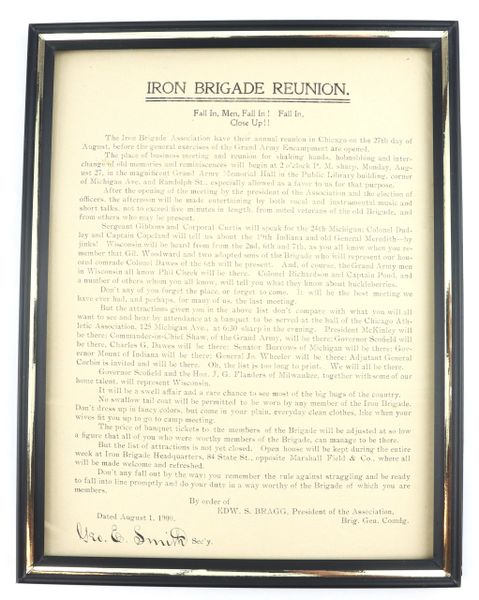 IRON BRIGADE REUNION.
Fall In, Men, Fall In! Fall In.
Close Up!!
The Iron Brigade Association have their annual reunion in Chicago on the 27th day of
August, before the general exercises of the Grand Army Encampment are opened.
The place of business meeting and reunion for shaking hands, hobnobbing and inter-
change of old memories and reminiscences will begin at 2 o'clock P. M. sharp, Monday, Aug-
ust 27, in the magnificent Grand Army Memorial Hall in the Public Library building, corner
of Michigan Ave. and Randolph St., especially allowed as a favor to us for that purpose.
After the opening of the meeting by the president of the Association and the election of
officers, the afternoon will be made entertaining by both vocal and instrumental music and
short talks, not to exceed five minutes in length, from noted veterans of the old Brigade, and
from others who may be present.
Sergeant Gibbons and Corporal Curtis will speak for the 24th Michigan; Colonel Dud-
ley and Captain Copeland will tell us about the 19th Indiana and old General Meredith—by
jinks! Wisconsin will be heard from from the 2nd, 6th and 7th, as you all know when you re-
member that Gil. Woodward and two adopted sons of the Brigade who will represent our hon-
ored comrade Colonel Dawes of the 6th will be present. And, of course, the Grand Army men
in Wisconsin all know Phil Cheek will be there. Colonel Richardson and Captain Pond, and
a number of others whom you all know, will tell you what they know about huckleberries.
Don't any of you forget the place or forget to come. It will be the best meeting we
have ever had, and perhaps, for many of us, the last meeting.
But the attractions given you in the above list don't compare with what you will all
want to see and hear by attendance at a banquet to be served at the hall of the Chicago Ath-
letic Association, 125 Michigan Ave., at 6:30 sharp in the evening. President McKinley will
be there; Commander-in-Chief Shaw, of the Grand Army, will be there; Governor Scofield will
be there, Charles G. Dawes will be there; Senator Burrows of Michigan will be there; Gov-
ernor Mount of Indiana will be there; General Jo. Wheeler will be there; Adjutant General
Corbin is invited and will be there. Oh, the list is too long to print. We will all be there.
Governor Scofield and the Hon. J. G. Flanders of Milwaukee, together with some of our
home talent, will represent Wisconsin.
It will be a swell affair and a rare chance to see most of the big bugs of the country.
No swallow tail coat will be permitted to be worn by any member of the Iron Brigade.
Don't dress up in fancy colors, but come in your plain, everyday clean clothes, like when your
wives fit you up to go to camp meeting.
The price of banquet tickets to the members of the Brigade will be adjusted at so low
a figure that all of you who were worthy members of the Brigade, can manage to be there.
But the list of attractions is not yet closed. Open house will be kept during the entire
week at Iron Brigade Headquarters, 84 State St., opposite Marshall Field & Co., where all
will be made welcome and refreshed.
Don't any fall out by the way; you remember the rule against straggling and be ready
to fall into line promptly and do your date in a way worthy of the Brigade of which you are
members.
By order of
EDW. S. BRAGG, President of the Association,
Brig. Gen. Comdg.
Dated August 1, 1900.
Geo. E. Smith Sec'y.